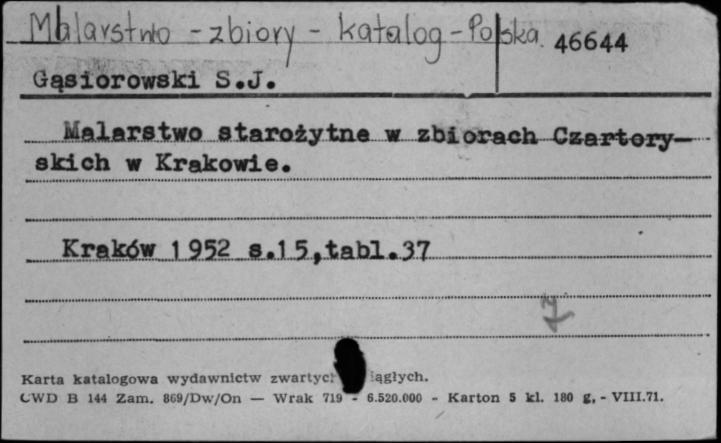 Malarstwo - zbiory - katalog - Polska. 46644
Gąsiorowski S.J.
Malarstwo starożytne w zbiorach Czartory-
skich w Krakowie.
Kraków 1952 s.15,tabl.37
Karta katalogowa wydawnictw zwartyc ągłych.
CWD B 144 Zam. 869/Dw/On — Wrak 719 - 6.520.000 - Karton 5 kl. 180 g, - VIII.71.